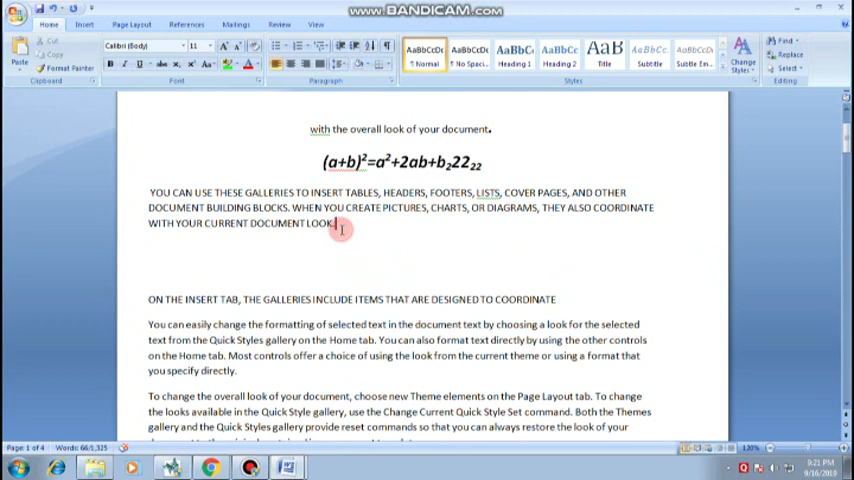 www.BANDICAM.com
Home Insert Page Layout References Mailings Review View
Paste
Cut
Copy
Format Painter
Clipboard
Calibri (Body) 11
B I U abc x₂ x² Aa
Font
Paragraph
AaBbCcDc AaBbCcDc AaBbC AaBbCc AaB AaBbCc. AaBbCcDi
¶ Normal ¶ No Spaci... Heading 1 Heading 2 Title Subtitle Subtle Em...
Styles
Change
Styles
Find
Replace
Select
Editing
with the overall look of your document.
(a+b)²=a²+2ab+b₂22₂₂
YOU CAN USE THESE GALLERIES TO INSERT TABLES, HEADERS, FOOTERS, LISTS, COVER PAGES, AND OTHER
DOCUMENT BUILDING BLOCKS. WHEN YOU CREATE PICTURES, CHARTS, OR DIAGRAMS, THEY ALSO COORDINATE
WITH YOUR CURRENT DOCUMENT LOOK.
ON THE INSERT TAB, THE GALLERIES INCLUDE ITEMS THAT ARE DESIGNED TO COORDINATE
You can easily change the formatting of selected text in the document text by choosing a look for the selected
text from the Quick Styles gallery on the Home tab. You can also format text directly by using the other controls
on the Home tab. Most controls offer a choice of using the look from the current theme or using a format that
you specify directly.
To change the overall look of your document, choose new Theme elements on the Page Layout tab. To change
the looks available in the Quick Style gallery, use the Change Current Quick Style Set command. Both the Themes
gallery and the Quick Styles gallery provide reset commands so that you can always restore the look of your
Page: 1 of 4 Words: 66/1,325 120%
9:21 PM
9/16/2019